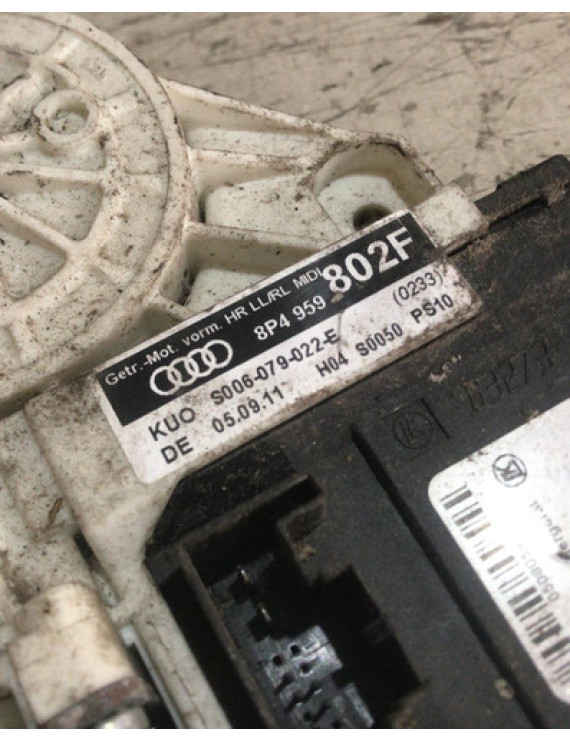 Getr.-Mot. vorm. HR LL/RL MIDI
8P4 959 802F
KUO S006-079-022-E (0233)
DE 05.09.11 H04 S0050 PS10